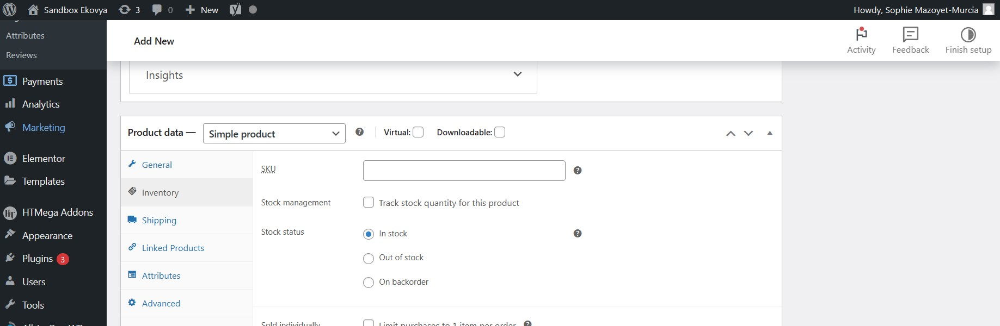 Sandbox Ekovya 3 0 New Howdy, Sophie Mazoyet-Murcia
Attributes
Reviews
Payments
Analytics
Marketing
Elementor
Templates
HTMega Addons
Appearance
Plugins 3
Users
Tools
Add New
Activity Feedback Finish setup
Insights
Product data — Simple product Virtual: Downloadable:
General
Inventory
Shipping
Linked Products
Attributes
Advanced
SKU
Stock management Track stock quantity for this product
Stock status In stock
Out of stock
On backorder
Sold individually Limit purchases to 1 item per order